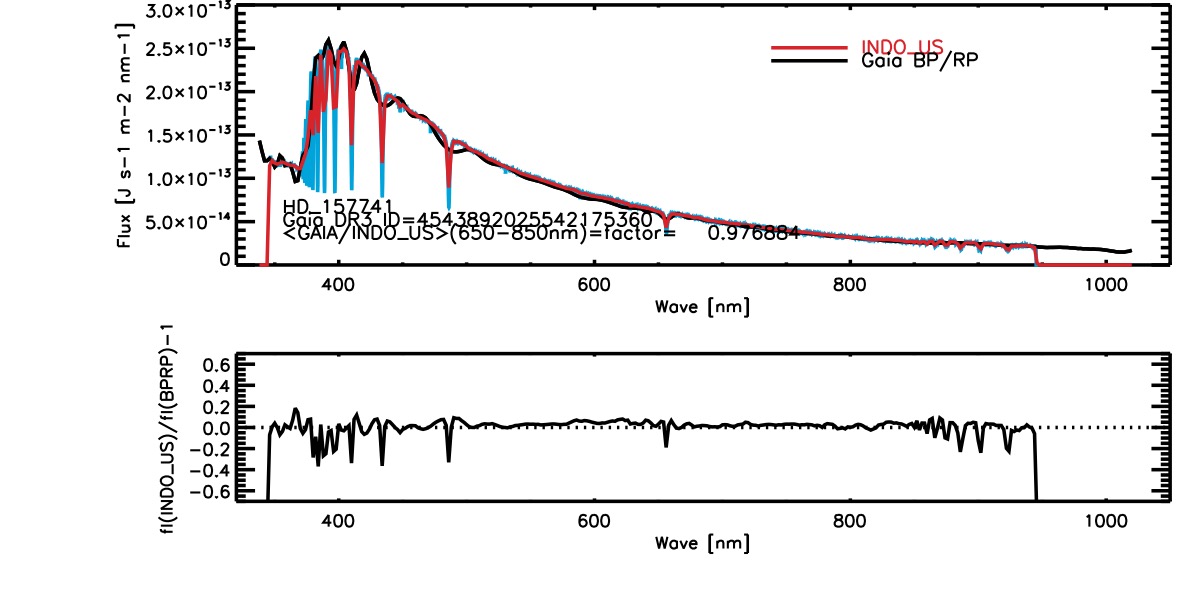 3.0×10−13
2.5×10−13
2.0×10−13
1.5×10−13
1.0×10−13
5.0×10−14
0
Flux [J s−1 m−2 nm−1]
INDO_US
Gaia BP/RP
HD_157741
Gaia DR3 ID=4543892025542175360
<GAIA/INDO_US>(650−850nm)=factor= 0.976884
400 600 800 1000
Wave [nm]
0.6
0.4
0.2
0.0
−0.2
−0.4
−0.6
fl(INDO_US)/fl(BPRP)−1
400 600 800 1000
Wave [nm]